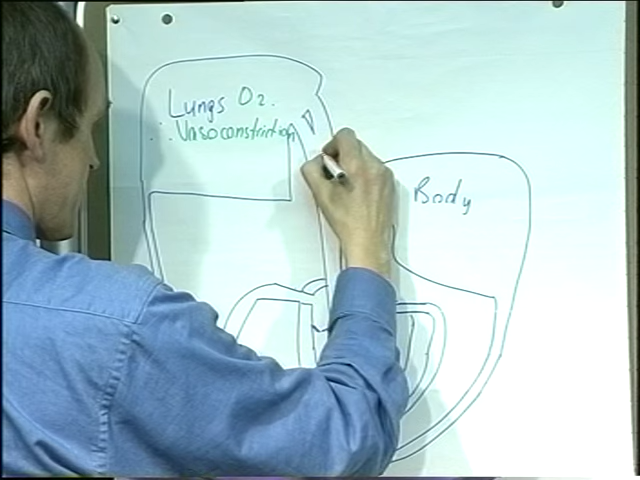 Lungs O2.
∴ Vasoconstriction
Body